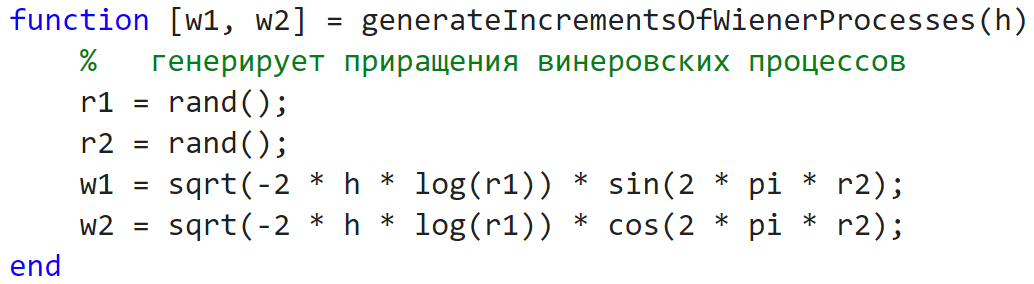 function [w1, w2] = generateIncrementsOfWienerProcesses(h)
%   генерирует приращения винеровских процессов
r1 = rand();
r2 = rand();
w1 = sqrt(-2 * h * log(r1)) * sin(2 * pi * r2);
w2 = sqrt(-2 * h * log(r1)) * cos(2 * pi * r2);
end